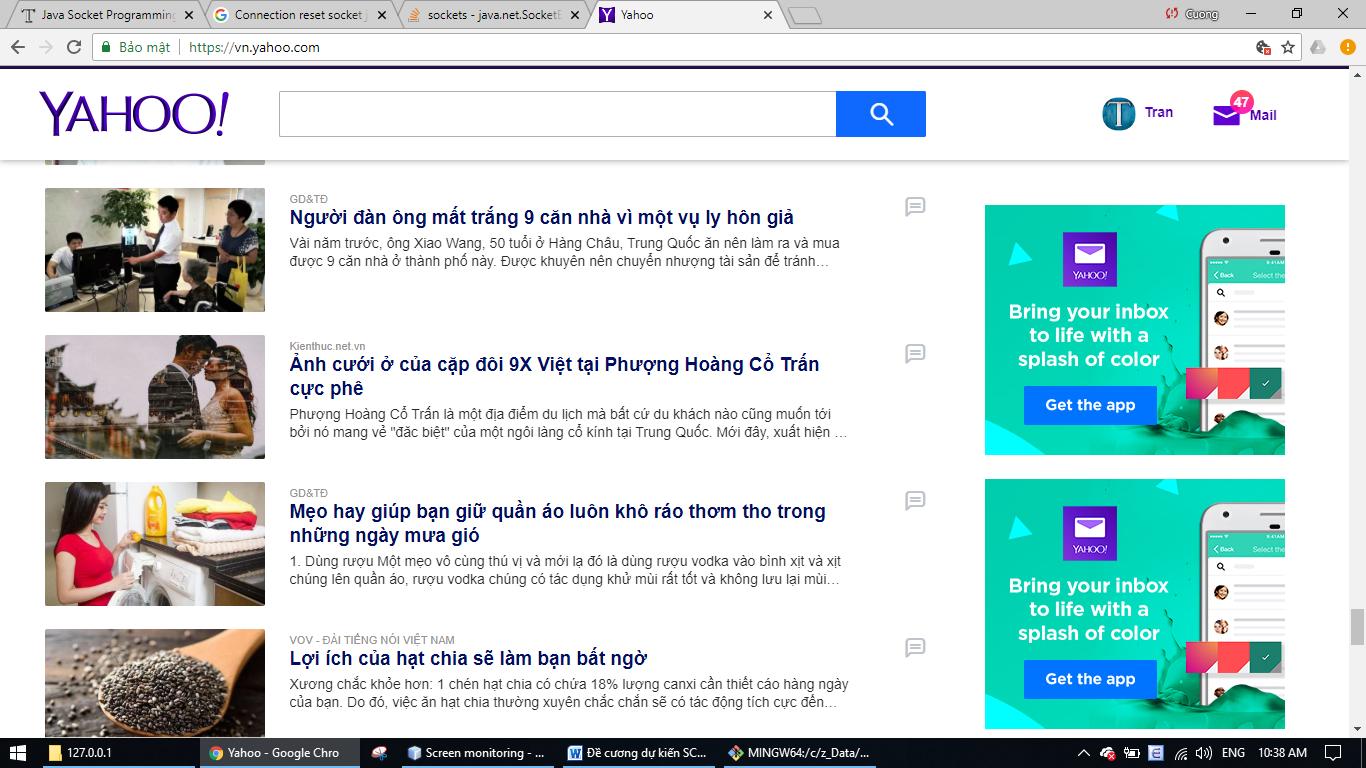 Java Socket Programming
Connection reset socket j
sockets - java.net.SocketE
Yahoo
Cuong
Bảo mật
https://vn.yahoo.com
YAHOO!
T
Tran
47
Mail
GD&TĐ
Người đàn ông mất trắng 9 căn nhà vì một vụ ly hôn giả
Vài năm trước, ông Xiao Wang, 50 tuổi ở Hàng Châu, Trung Quốc ăn nên làm ra và mua
được 9 căn nhà ở thành phố này. Được khuyến nên chuyển nhượng tài sản để tránh…
Kienthuc.net.vn
Ảnh cưới ở của cặp đôi 9X Việt tại Phượng Hoàng Cổ Trấn
cực phê
Phượng Hoàng Cổ Trấn là một địa điểm du lịch mà bất cứ du khách nào cũng muốn tới
bởi nó mang vẻ "đặc biệt" của một ngôi làng cổ kính tại Trung Quốc. Mới đây, xuất hiện …
GD&TĐ
Mẹo hay giúp bạn giữ quần áo luôn khô ráo thơm tho trong
những ngày mưa gió
1. Dùng rượu Một mẹo vô cùng thú vị và mới lạ đó là dùng rượu vodka vào bình xịt và xịt
chúng lên quần áo, rượu vodka chúng có tác dụng khử mùi rất tốt và không lưu lại mùi…
VOV - ĐÀI TIẾNG NÓI VIỆT NAM
Lợi ích của hạt chia sẽ làm bạn bất ngờ
Xương chắc khỏe hơn: 1 chén hạt chia có chứa 18% lượng canxi cần thiết cáo hàng ngày
của bạn. Do đó, việc ăn hạt chia thường xuyên chắc chắn sẽ có tác động tích cực đến…
YAHOO!
Bring your inbox
to life with a
splash of color
Get the app
9:41AM
Back
Select the
YAHOO!
Bring your inbox
to life with a
splash of color
Get the app
9:41AM
Back
Select the
127.0.0.1
Yahoo - Google Chro
Screen monitoring - ...
Đề cương dự kiến SC...
MINGW64:/c/z_Data/...
ENG
10:38 AM